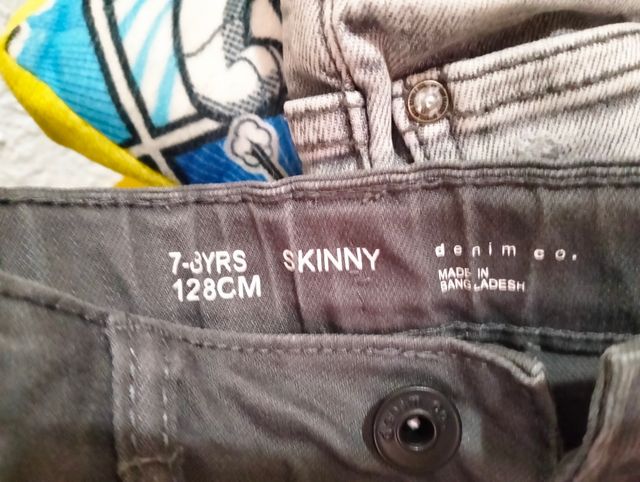 7-8YRS SKINNY denim co.
128CM MADE IN
BANGLADESH